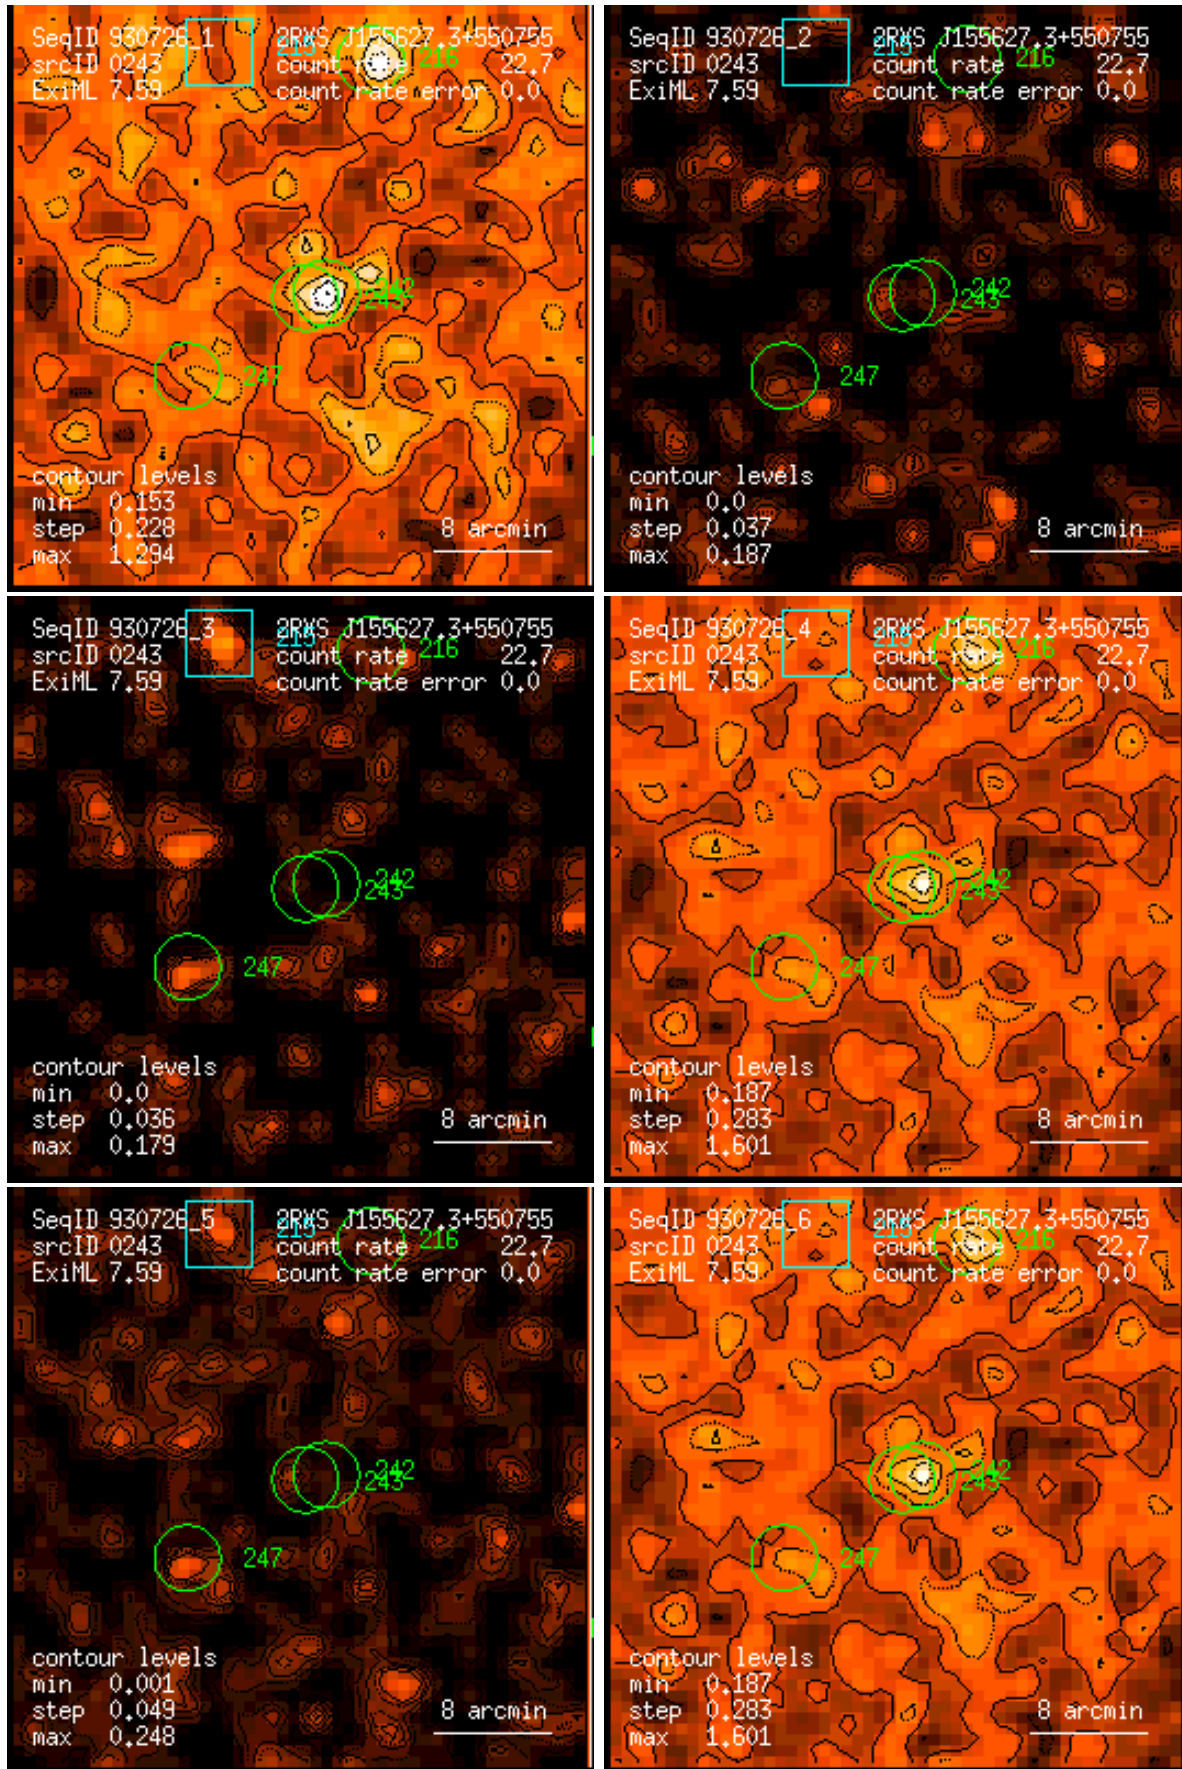 SeqID 930726_1 2RXS J155627.3+550755
215
srcID 0243 count rate 216 22.7
ExiML 7.59 count rate error 0.0
242
243
247
contour levels
min 0.153
step 0.228 8 arcmin
max 1.294
SeqID 930726_2 2RXS J155627.3+550755
215
srcID 0243 count rate 216 22.7
ExiML 7.59 count rate error 0.0
242
243
247
contour levels
min 0.0
step 0.037 8 arcmin
max 0.187
SeqID 930726_3 2RXS J155627.3+550755
215
srcID 0243 count rate 216 22.7
ExiML 7.59 count rate error 0.0
242
243
247
contour levels
min 0.0
step 0.036 8 arcmin
max 0.179
SeqID 930726_4 2RXS J155627.3+550755
215
srcID 0243 count rate 216 22.7
ExiML 7.59 count rate error 0.0
242
243
247
contour levels
min 0.187
step 0.283 8 arcmin
max 1.601
SeqID 930726_5 2RXS J155627.3+550755
215
srcID 0243 count rate 216 22.7
ExiML 7.59 count rate error 0.0
242
243
247
contour levels
min 0.001
step 0.049 8 arcmin
max 0.248
SeqID 930726_6 2RXS J155627.3+550755
215
srcID 0243 count rate 216 22.7
ExiML 7.59 count rate error 0.0
242
243
247
contour levels
min 0.187
step 0.283 8 arcmin
max 1.601